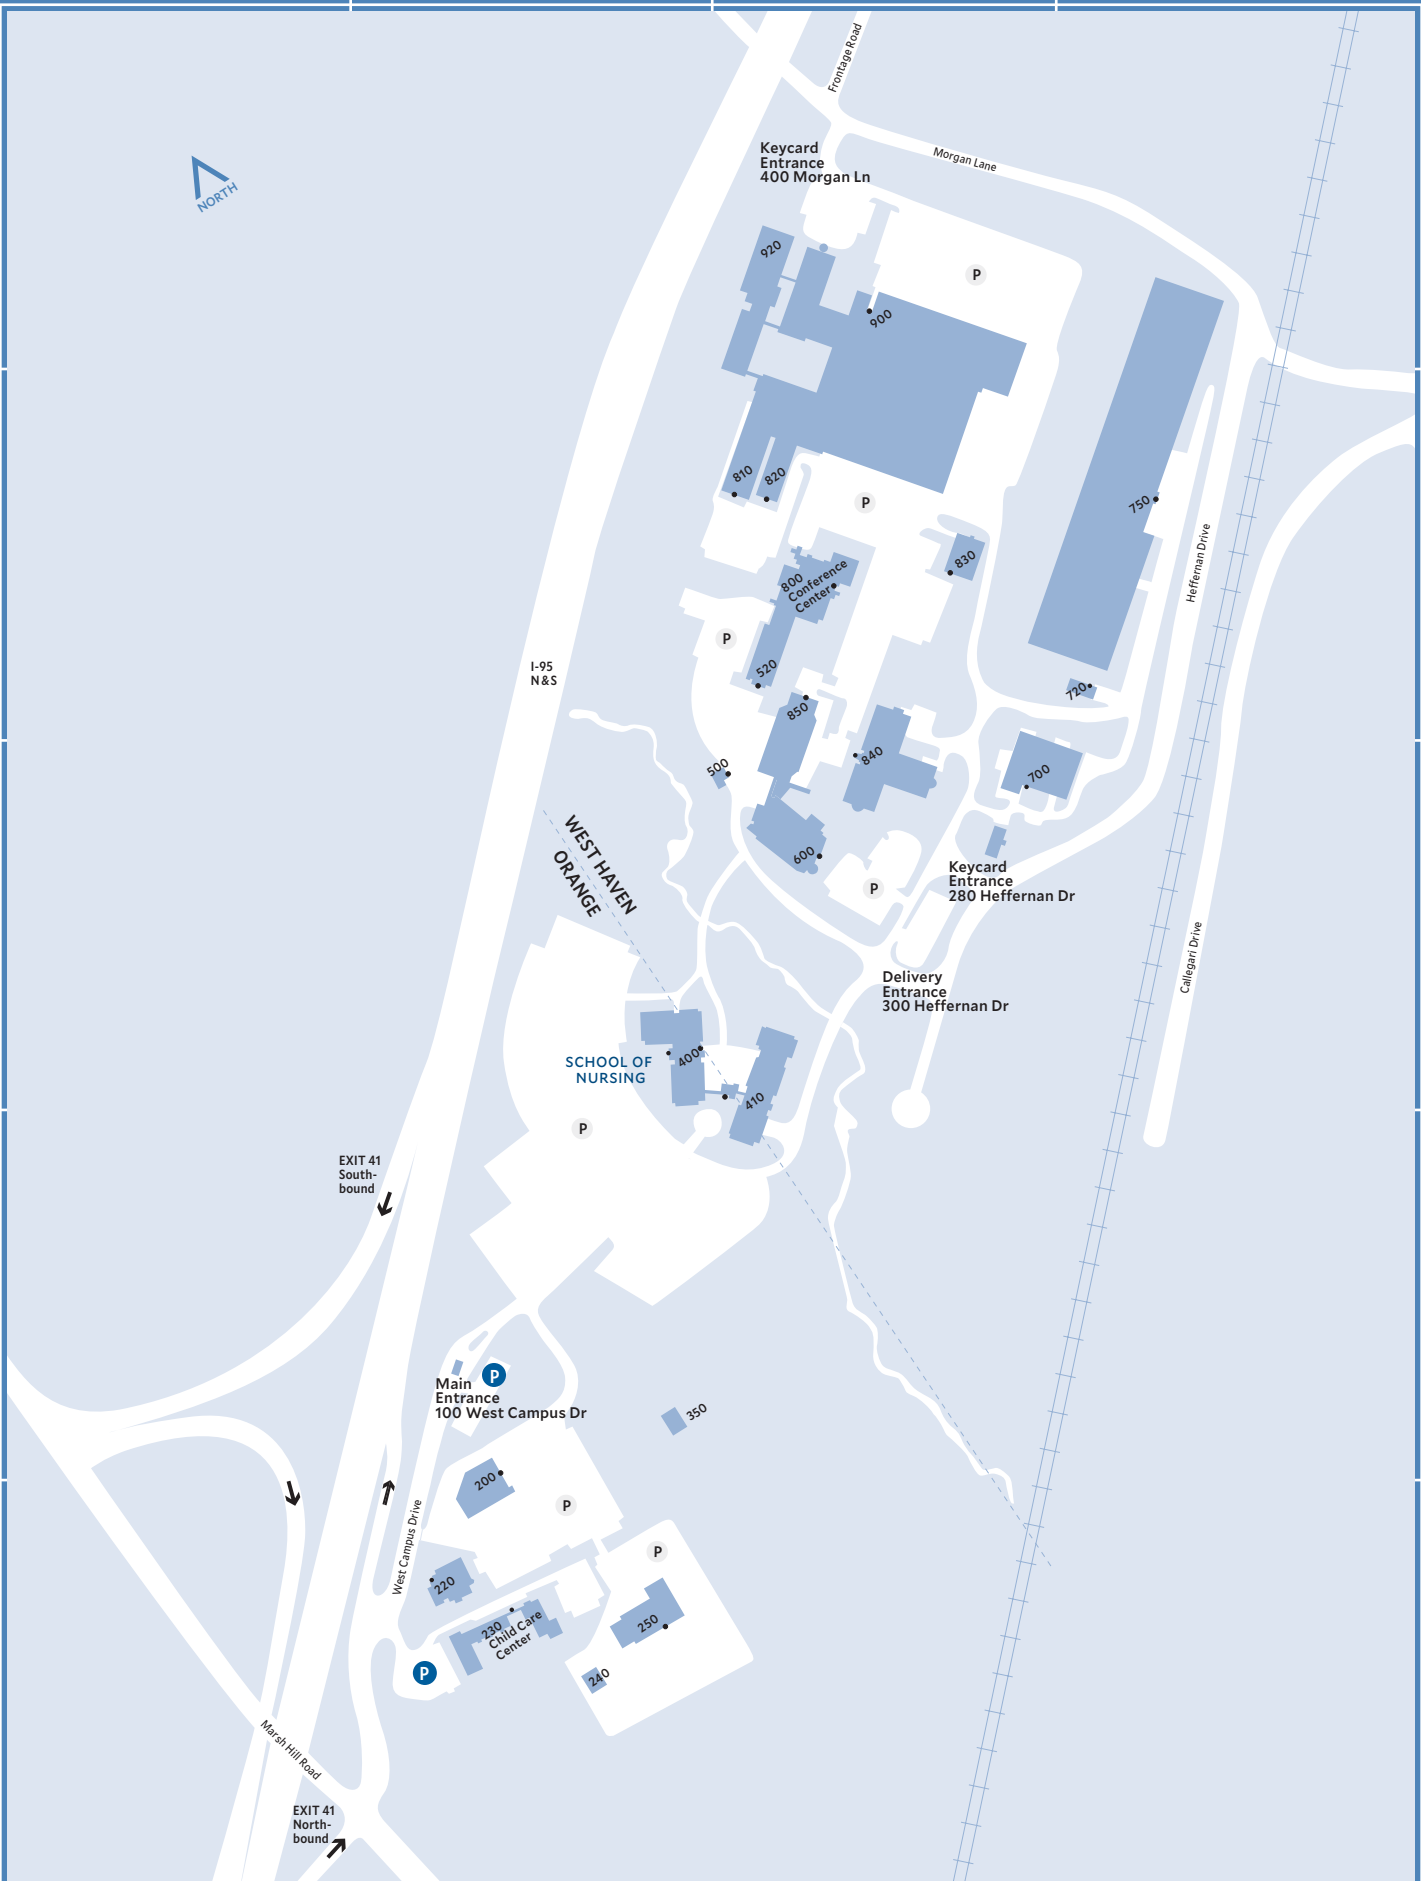 Frontage Road
Morgan Lane
Keycard
Entrance
400 Morgan Ln
NORTH
920
P
900
810
820
P
750
Heffernan Drive
830
800
Conference
Center
P
520
I-95
N&S
720
850
840
500
700
WEST HAVEN
ORANGE
600
P
Keycard
Entrance
280 Heffernan Dr
Callegari Drive
Delivery
Entrance
300 Heffernan Dr
SCHOOL OF
NURSING
400
410
P
EXIT 41
South-
bound
P
Main
Entrance
100 West Campus Dr
350
200
P
West Campus Drive
P
220
230
Child Care
Center
250
P
240
Marsh Hill Road
EXIT 41
North-
bound